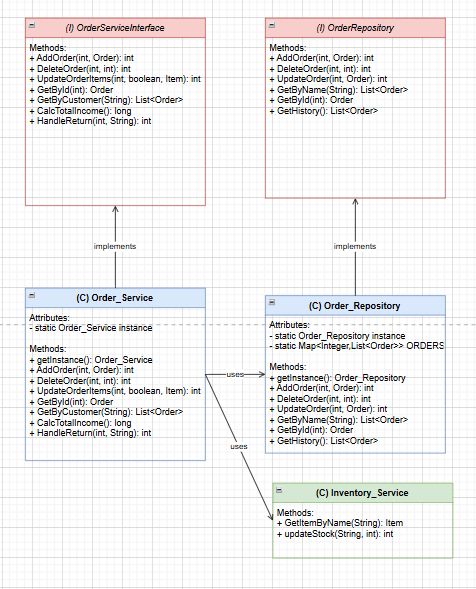 (I) OrderServiceInterface
Methods:
+ AddOrder(int, Order): int
+ DeleteOrder(int, int): int
+ UpdateOrderItems(int, boolean, Item): int
+ GetById(int): Order
+ GetByCustomer(String): List<Order>
+ CalcTotalIncome(): long
+ HandleReturn(int, String): int
(I) OrderRepository
Methods:
+ AddOrder(int, Order): int
+ DeleteOrder(int, int): int
+ UpdateOrder(int, Order): int
+ GetByName(String): List<Order>
+ GetById(int): Order
+ GetHistory(): List<Order>
implements
implements
(C) Order_Service
Attributes:
- static Order_Service instance
Methods:
+ getInstance(): Order_Service
+ AddOrder(int, Order): int
+ DeleteOrder(int, int): int
+ UpdateOrderItems(int, boolean, Item): int
+ GetById(int): Order
+ GetByCustomer(String): List<Order>
+ CalcTotalIncome(): long
+ HandleReturn(int, String): int
(C) Order_Repository
Attributes:
- static Order_Repository instance
- static Map<Integer,List<Order>> ORDERS
Methods:
+ getInstance(): Order_Repository
+ AddOrder(int, Order): int
+ DeleteOrder(int, int): int
+ UpdateOrder(int, Order): int
+ GetByName(String): List<Order>
+ GetById(int): Order
+ GetHistory(): List<Order>
uses
uses
(C) Inventory_Service
Methods:
+ GetItemByName(String): Item
+ updateStock(String, int): int